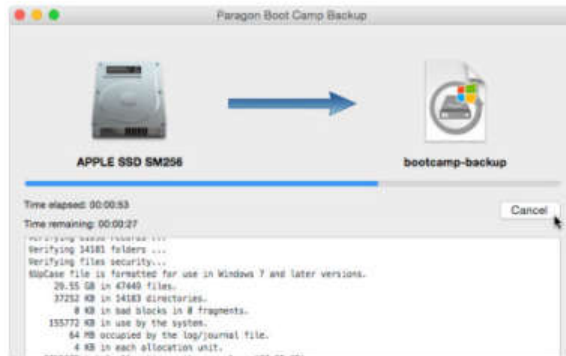 Paragon Boot Camp Backup
APPLE SSD SM256
bootcamp-backup
Time elapsed: 00:00:53
Cancel
Time remaining: 00:00:27
Verifying records ...
Verifying 14181 folders ...
Verifying files security...
$UpCase file is formatted for use in Windows 7 and later versions.
29.55 GB in 47449 files.
37252 KB in 14183 directories.
0 KB in bad blocks in 0 fragments.
155772 KB in use by the system.
64 MB occupied by the log/journal file.
4 KB in each allocation unit.